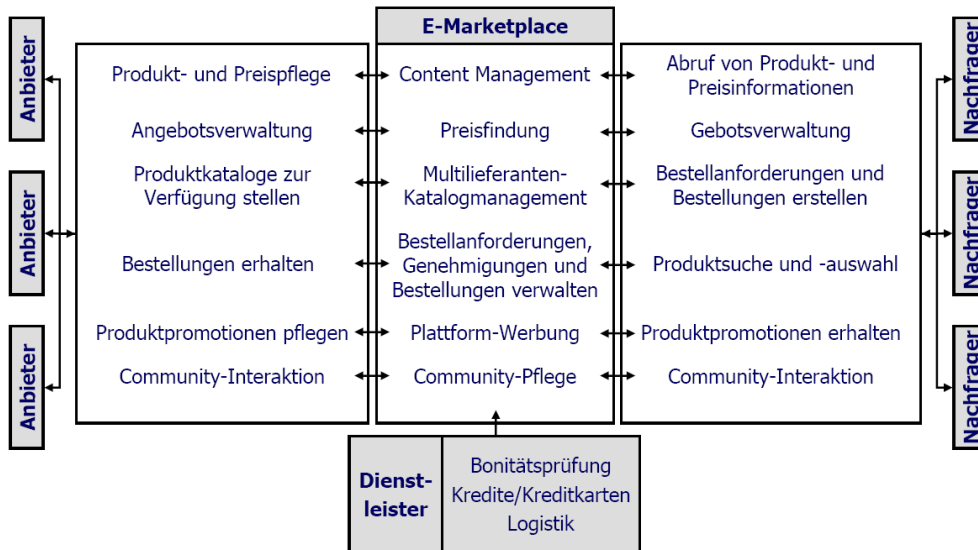 E-Marketplace
Anbieter
Anbieter
Anbieter
Produkt- und Preispflege
Angebotsverwaltung
Produktkataloge zur
Verfügung stellen
Bestellungen erhalten
Produktpromotionen pflegen
Community-Interaktion
Content Management
Preisfindung
Multilieferanten-
Katalogmanagement
Bestellanforderungen,
Genehmigungen und
Bestellungen verwalten
Plattform-Werbung
Community-Pflege
Abruf von Produkt- und
Preisinformationen
Gebotsverwaltung
Bestellanforderungen und
Bestellungen erstellen
Produktsuche und -auswahl
Produktpromotionen erhalten
Community-Interaktion
Nachfrager
Nachfrager
Nachfrager
Dienst-
leister
Bonitätsprüfung
Kredite/Kreditkarten
Logistik